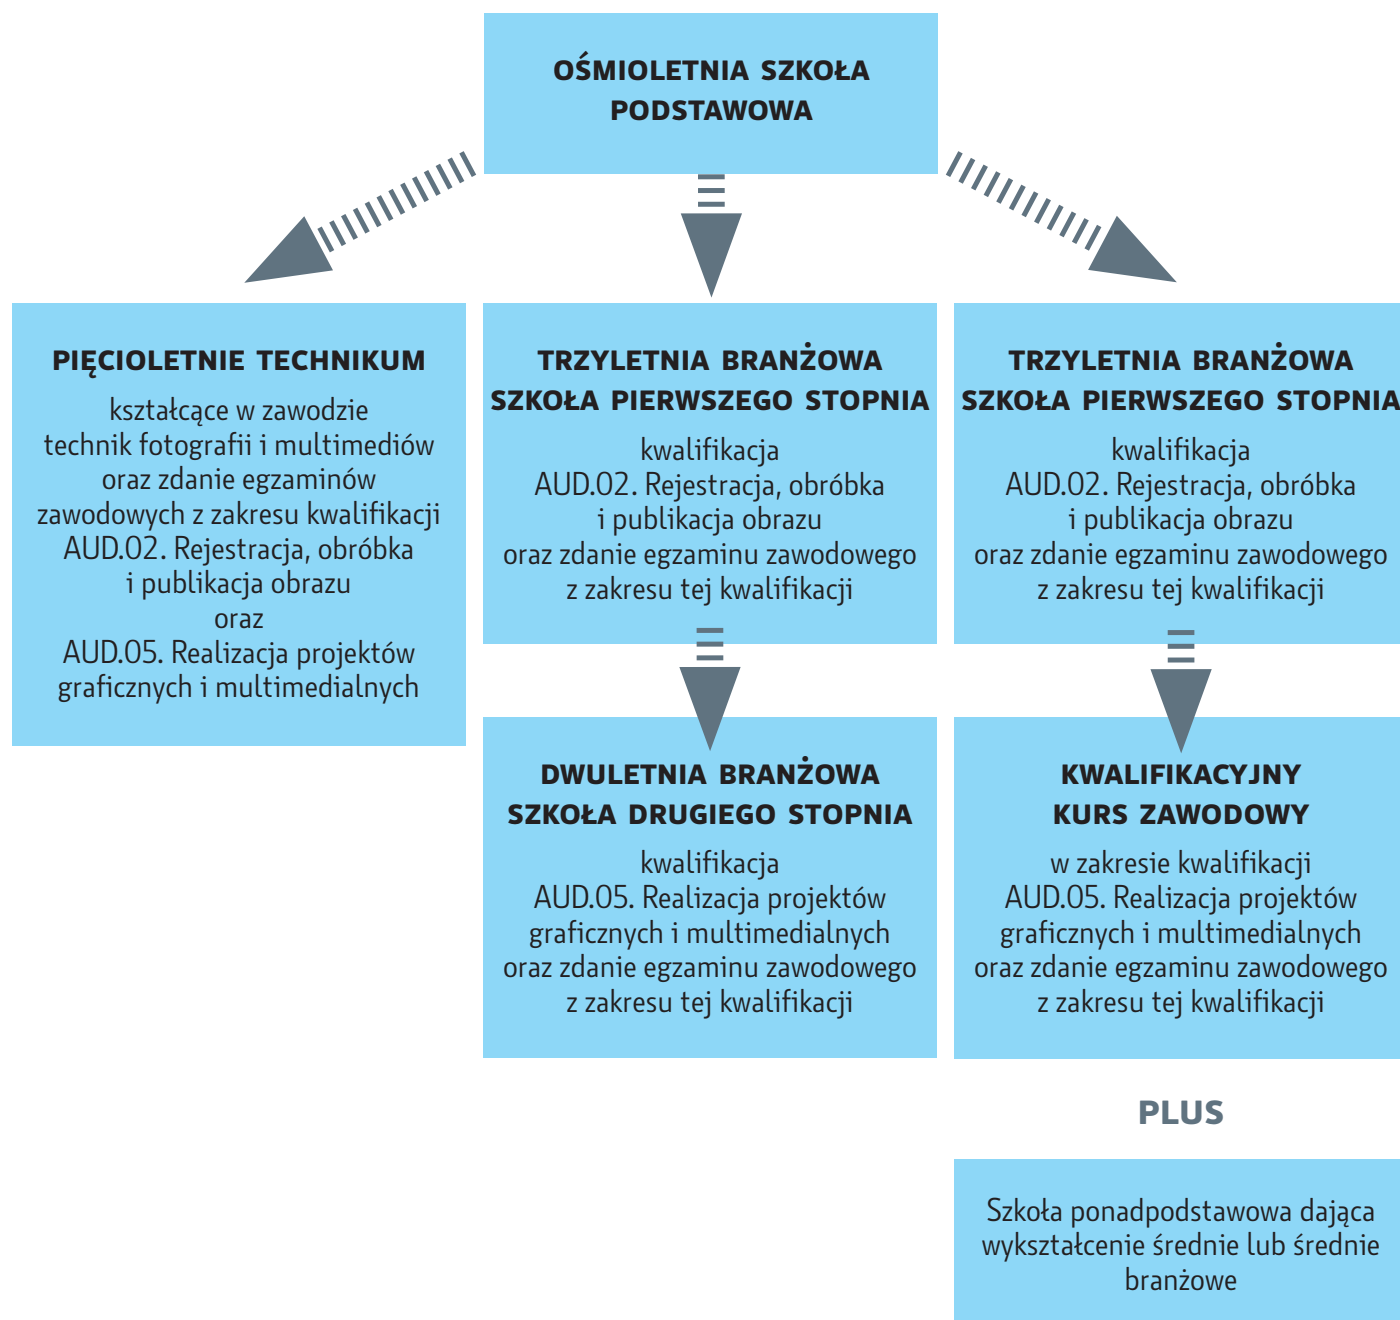 OŚMIOLETNIA SZKOŁA
PODSTAWOWA
PIĘCIOLETNIE TECHNIKUM
kształcące w zawodzie
technik fotografii i multimediów
oraz zdanie egzaminów
zawodowych z zakresu kwalifikacji
AUD.02. Rejestracja, obróbka
i publikacja obrazu
oraz
AUD.05. Realizacja projektów
graficznych i multimedialnych
TRZYLETNIA BRANŻOWA
SZKOŁA PIERWSZEGO STOPNIA
kwalifikacja
AUD.02. Rejestracja, obróbka
i publikacja obrazu
oraz zdanie egzaminu zawodowego
z zakresu tej kwalifikacji
DWULETNIA BRANŻOWA
SZKOŁA DRUGIEGO STOPNIA
kwalifikacja
AUD.05. Realizacja projektów
graficznych i multimedialnych
oraz zdanie egzaminu zawodowego
z zakresu tej kwalifikacji
TRZYLETNIA BRANŻOWA
SZKOŁA PIERWSZEGO STOPNIA
kwalifikacja
AUD.02. Rejestracja, obróbka
i publikacja obrazu
oraz zdanie egzaminu zawodowego
z zakresu tej kwalifikacji
KWALIFIKACYJNY
KURS ZAWODOWY
w zakresie kwalifikacji
AUD.05. Realizacja projektów
graficznych i multimedialnych
oraz zdanie egzaminu zawodowego
z zakresu tej kwalifikacji
PLUS
Szkoła ponadpodstawowa dająca
wykształcenie średnie lub średnie
branżowe